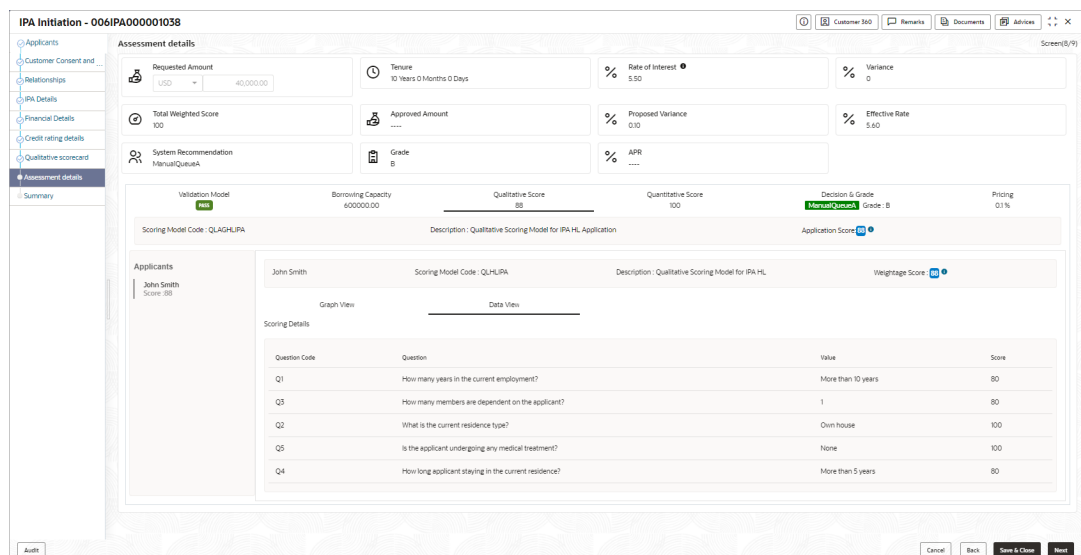 IPA Initiation - 006IPA000001038
Customer 360
Remarks
Documents
Advices
Applicants
Customer Consent and ...
Relationships
IPA Details
Financial Details
Credit rating details
Qualitative scorecard
Assessment details
Summary
Assessment details
Screen(8/9)
Requested Amount
USD 40,000.00
Tenure
10 Years 0 Months 0 Days
Rate of Interest
5.50
Variance
0
Total Weighted Score
100
Approved Amount
----
Proposed Variance
0.10
Effective Rate
5.60
System Recommendation
ManualQueueA
Grade
B
APR
----
Validation Model
PASS
Borrowing Capacity
600000.00
Qualitative Score
88
Quantitative Score
100
Decision & Grade
ManualQueueA Grade : B
Pricing
0.1 %
Scoring Model Code : QLAGHLIPA
Description : Qualitative Scoring Model for IPA HL Application
Application Score: 88
Applicants
John Smith
Score :88
John Smith
Scoring Model Code : QLHLIPA
Description : Qualitative Scoring Model for IPA HL
Weightage Score : 88
Graph View
Data View
Scoring Details
Question Code Question Value Score
Q1 How many years in the current employment? More than 10 years 80
Q3 How many members are dependent on the applicant? 1 80
Q2 What is the current residence type? Own house 100
Q5 Is the applicant undergoing any medical treatment? None 100
Q4 How long applicant staying in the current residence? More than 5 years 80
Audit
Cancel
Back
Save & Close
Next